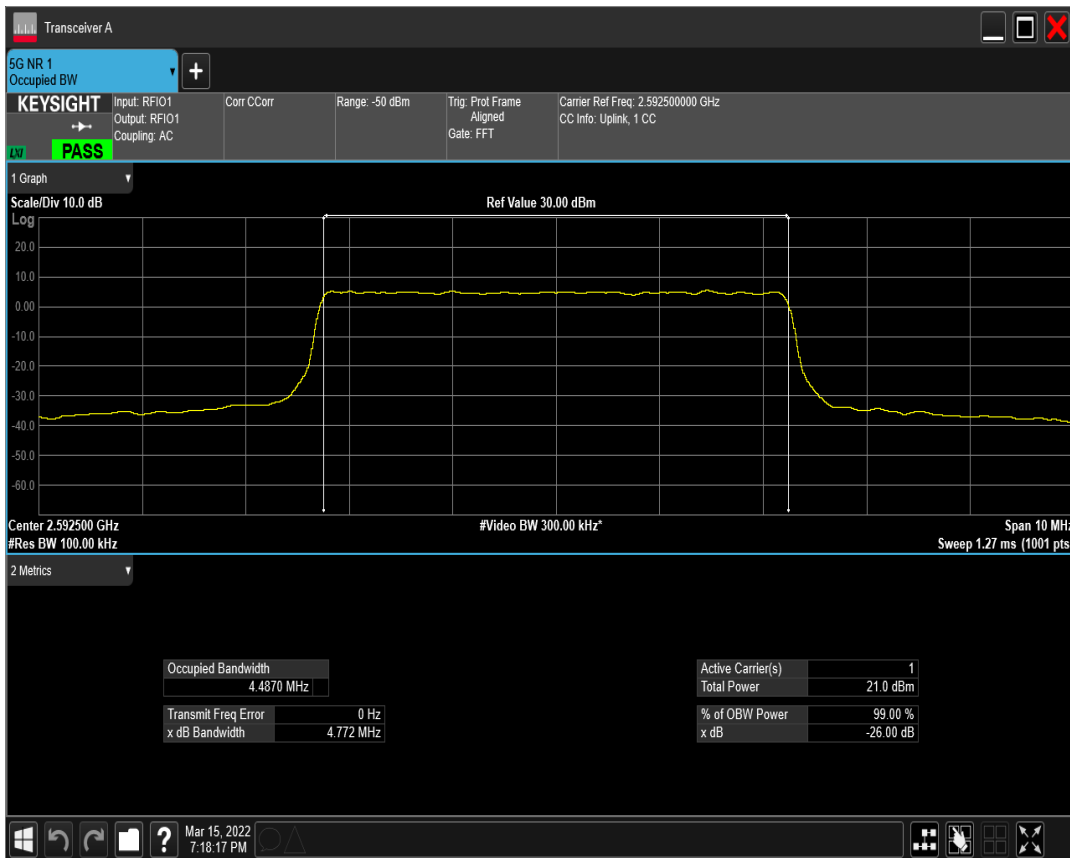 Transceiver A
5G NR 1
Occupied BW
+
KEYSIGHT
LXI
PASS
Input: RFIO1
Output: RFIO1
Coupling: AC
Corr CCorr
Range: -50 dBm
Trig: Prot Frame
Aligned
Gate: FFT
Carrier Ref Freq: 2.592500000 GHz
CC Info: Uplink, 1 CC
1 Graph
Scale/Div 10.0 dB
Ref Value 30.00 dBm
Log
20.0
10.0
0.00
-10.0
-20.0
-30.0
-40.0
-50.0
-60.0
Center 2.592500 GHz
#Video BW 300.00 kHz*
Span 10 MHz
#Res BW 100.00 kHz
Sweep 1.27 ms (1001 pts
2 Metrics
Occupied Bandwidth
4.4870 MHz
Transmit Freq Error 0 Hz
x dB Bandwidth 4.772 MHz
Active Carrier(s) 1
Total Power 21.0 dBm
% of OBW Power 99.00 %
x dB -26.00 dB
?
Mar 15, 2022
7:18:17 PM